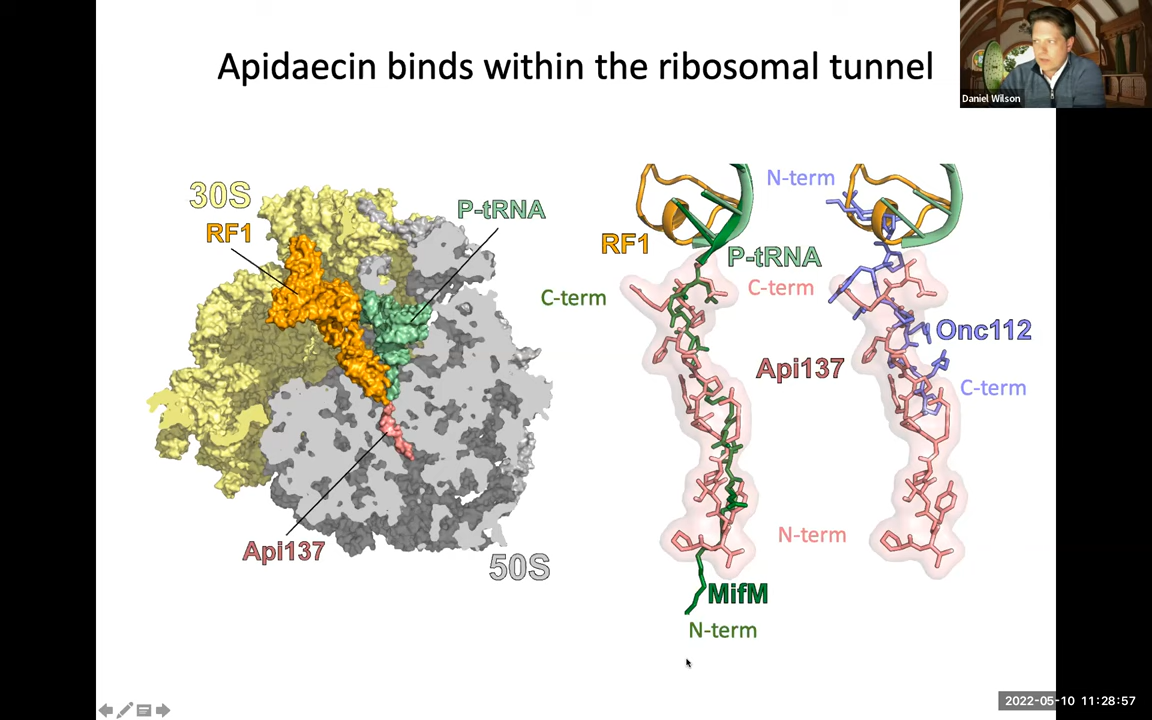 Apidaecin binds within the ribosomal tunnel
Daniel Wilson
30S
RF1
P-tRNA
Api137
50S
RF1
P-tRNA
C-term
C-term
Api137
N-term
MifM
N-term
N-term
Onc112
C-term
2022-05-10 11:28:57